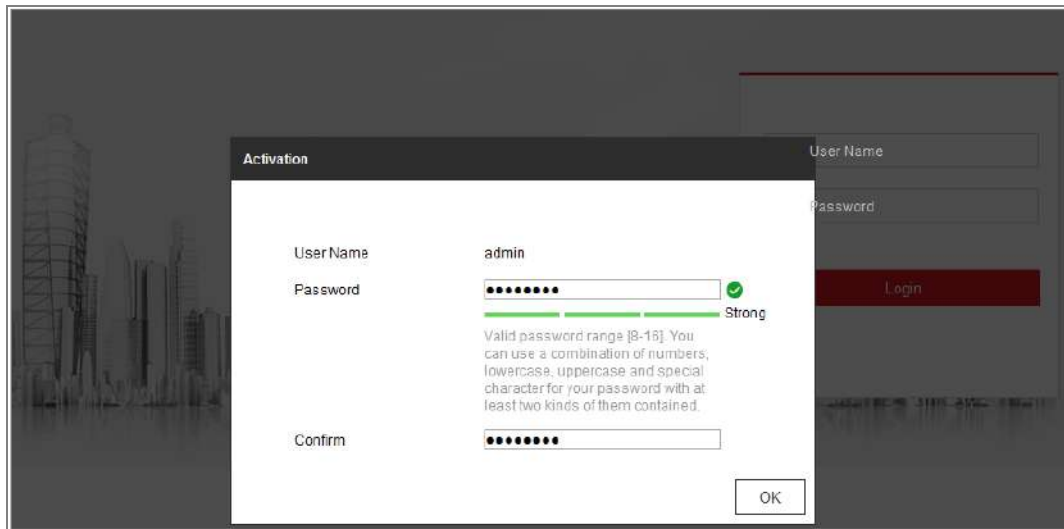 Activation
User Name
Password
Login
User Name admin
Password ●●●●●●●●
Strong
Valid password range [8-16]. You
can use a combination of numbers,
lowercase, uppercase and special
character for your password with at
least two kinds of them contained.
Confirm ●●●●●●●●
OK